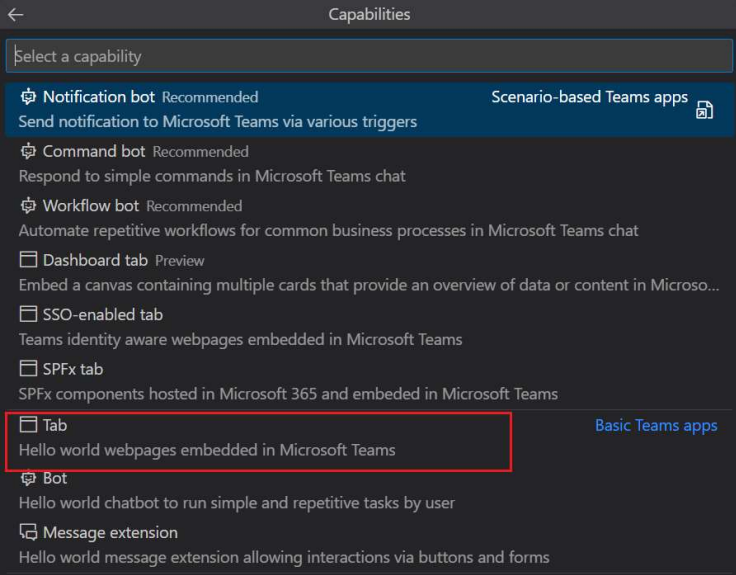 Capabilities
Select a capability
Notification bot Recommended Scenario-based Teams apps
Send notification to Microsoft Teams via various triggers
Command bot Recommended
Respond to simple commands in Microsoft Teams chat
Workflow bot Recommended
Automate repetitive workflows for common business processes in Microsoft Teams chat
Dashboard tab Preview
Embed a canvas containing multiple cards that provide an overview of data or content in Microso...
SSO-enabled tab
Teams identity aware webpages embedded in Microsoft Teams
SPFx tab
SPFx components hosted in Microsoft 365 and embeded in Microsoft Teams
Tab Basic Teams apps
Hello world webpages embedded in Microsoft Teams
Bot
Hello world chatbot to run simple and repetitive tasks by user
Message extension
Hello world message extension allowing interactions via buttons and forms